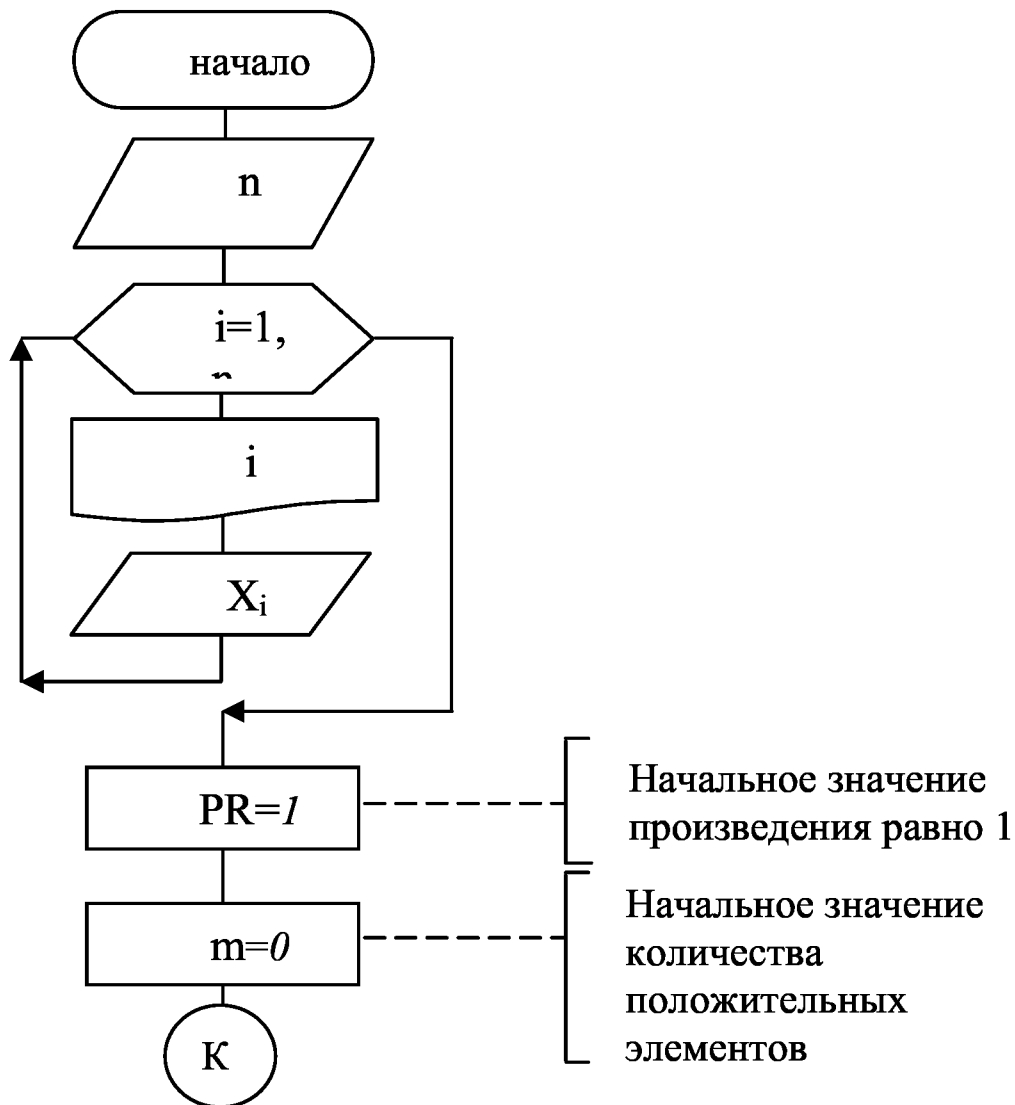 начало
n
i=1,
i
Xi
PR=1
Начальное значение
произведения равно 1
m=0
Начальное значение
количества
положительных
элементов
К